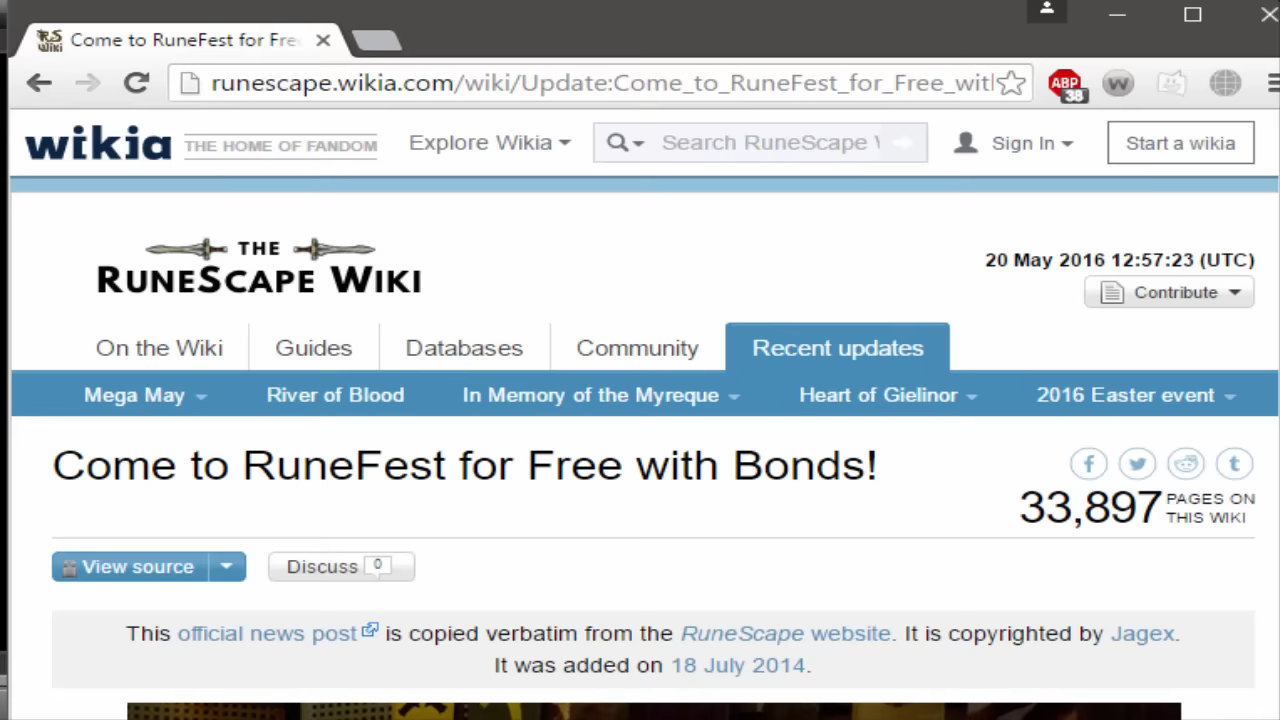 Come to RuneFest for Fre
runescape.wikia.com/wiki/Update:Come_to_RuneFest_for_Free_wit
ABP
38
W
wikia THE HOME OF FANDOM Explore Wikia Search RuneScape Sign In Start a wikia
THE
RUNESCAPE WIKI
20 May 2016 12:57:23 (UTC)
Contribute
On the Wiki Guides Databases Community Recent updates
Mega May River of Blood In Memory of the Myreque Heart of Gielinor 2016 Easter event
Come to RuneFest for Free with Bonds!
33,897 PAGES ON
THIS WIKI
View source Discuss 0
This official news post is copied verbatim from the RuneScape website. It is copyrighted by Jagex.
It was added on 18 July 2014.